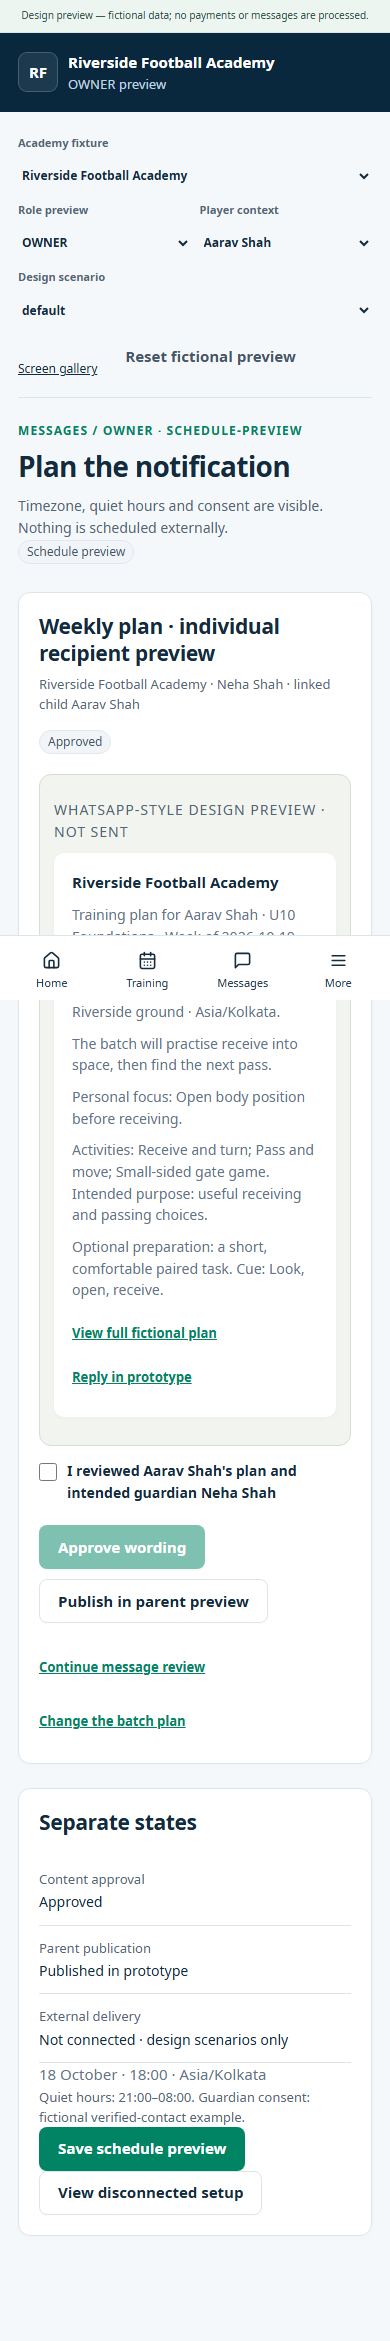 Design preview — fictional data; no payments or messages are processed.
RF
Riverside Football Academy
OWNER preview
Academy fixture
Riverside Football Academy
Role preview
Player context
OWNER
Aarav Shah
Design scenario
default
Screen gallery
Reset fictional preview
MESSAGES / OWNER · SCHEDULE-PREVIEW
Plan the notification
Timezone, quiet hours and consent are visible.
Nothing is scheduled externally.
Schedule preview
Weekly plan · individual
recipient preview
Riverside Football Academy · Neha Shah · linked
child Aarav Shah
Approved
WHATSAPP-STYLE DESIGN PREVIEW ·
NOT SENT
Riverside Football Academy
Training plan for Aarav Shah · U10
Home
Training
Messages
More
Riverside ground · Asia/Kolkata.
The batch will practise receive into
space, then find the next pass.
Personal focus: Open body position
before receiving.
Activities: Receive and turn; Pass and
move; Small-sided gate game.
Intended purpose: useful receiving
and passing choices.
Optional preparation: a short,
comfortable paired task. Cue: Look,
open, receive.
View full fictional plan
Reply in prototype
I reviewed Aarav Shah's plan and
intended guardian Neha Shah
Approve wording
Publish in parent preview
Continue message review
Change the batch plan
Separate states
Content approval
Approved
Parent publication
Published in prototype
External delivery
Not connected · design scenarios only
18 October · 18:00 · Asia/Kolkata
Quiet hours: 21:00–08:00. Guardian consent:
fictional verified-contact example.
Save schedule preview
View disconnected setup